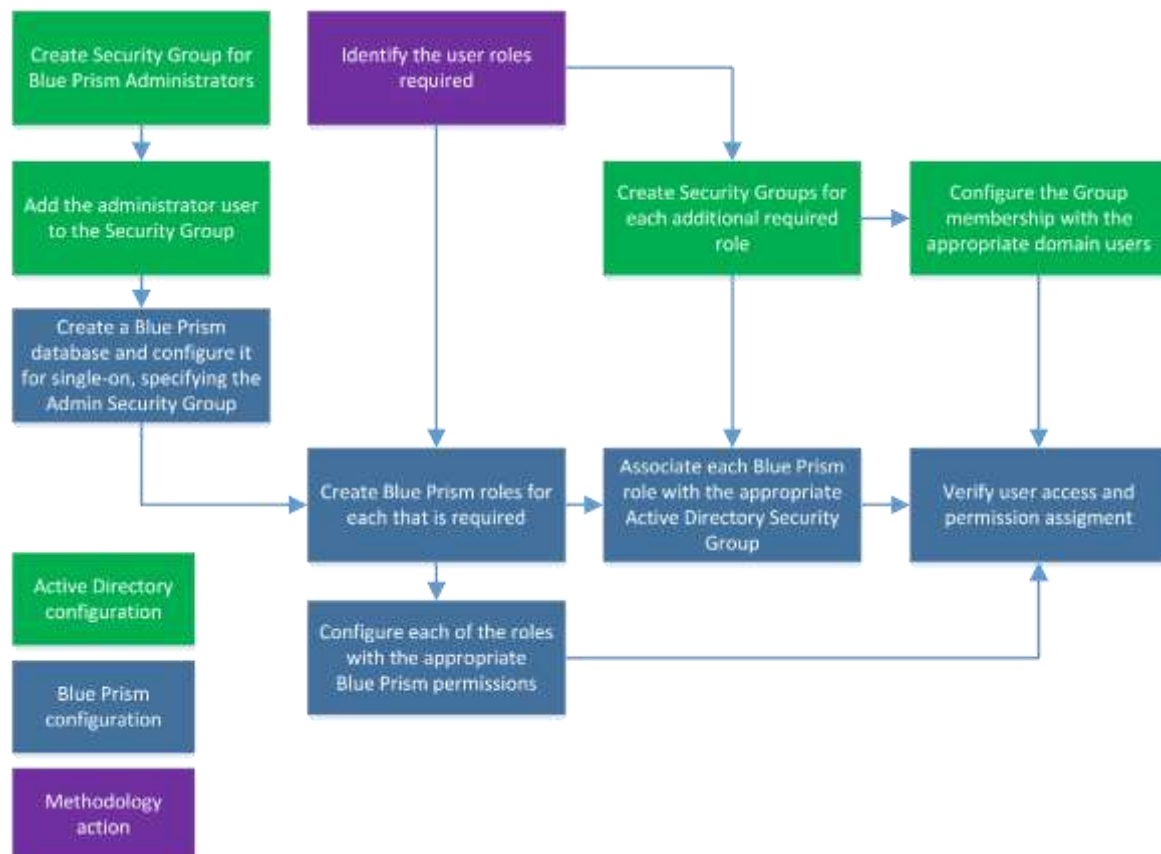 Create Security Group for
Blue Prism Administrators
Identify the user roles
required
Add the administrator user
to the Security Group
Create Security Groups for
each additional required
role
Configure the Group
membership with the
appropriate domain users
Create a Blue Prism
database and configure it
for single-on, specifying the
Admin Security Group
Create Blue Prism roles for
each that is required
Associate each Blue Prism
role with the appropriate
Active Directory Security
Group
Verify user access and
permission assigment
Active Directory
configuration
Configure each of the roles
with the appropriate
Blue Prism permissions
Blue Prism
configuration
Methodology
action